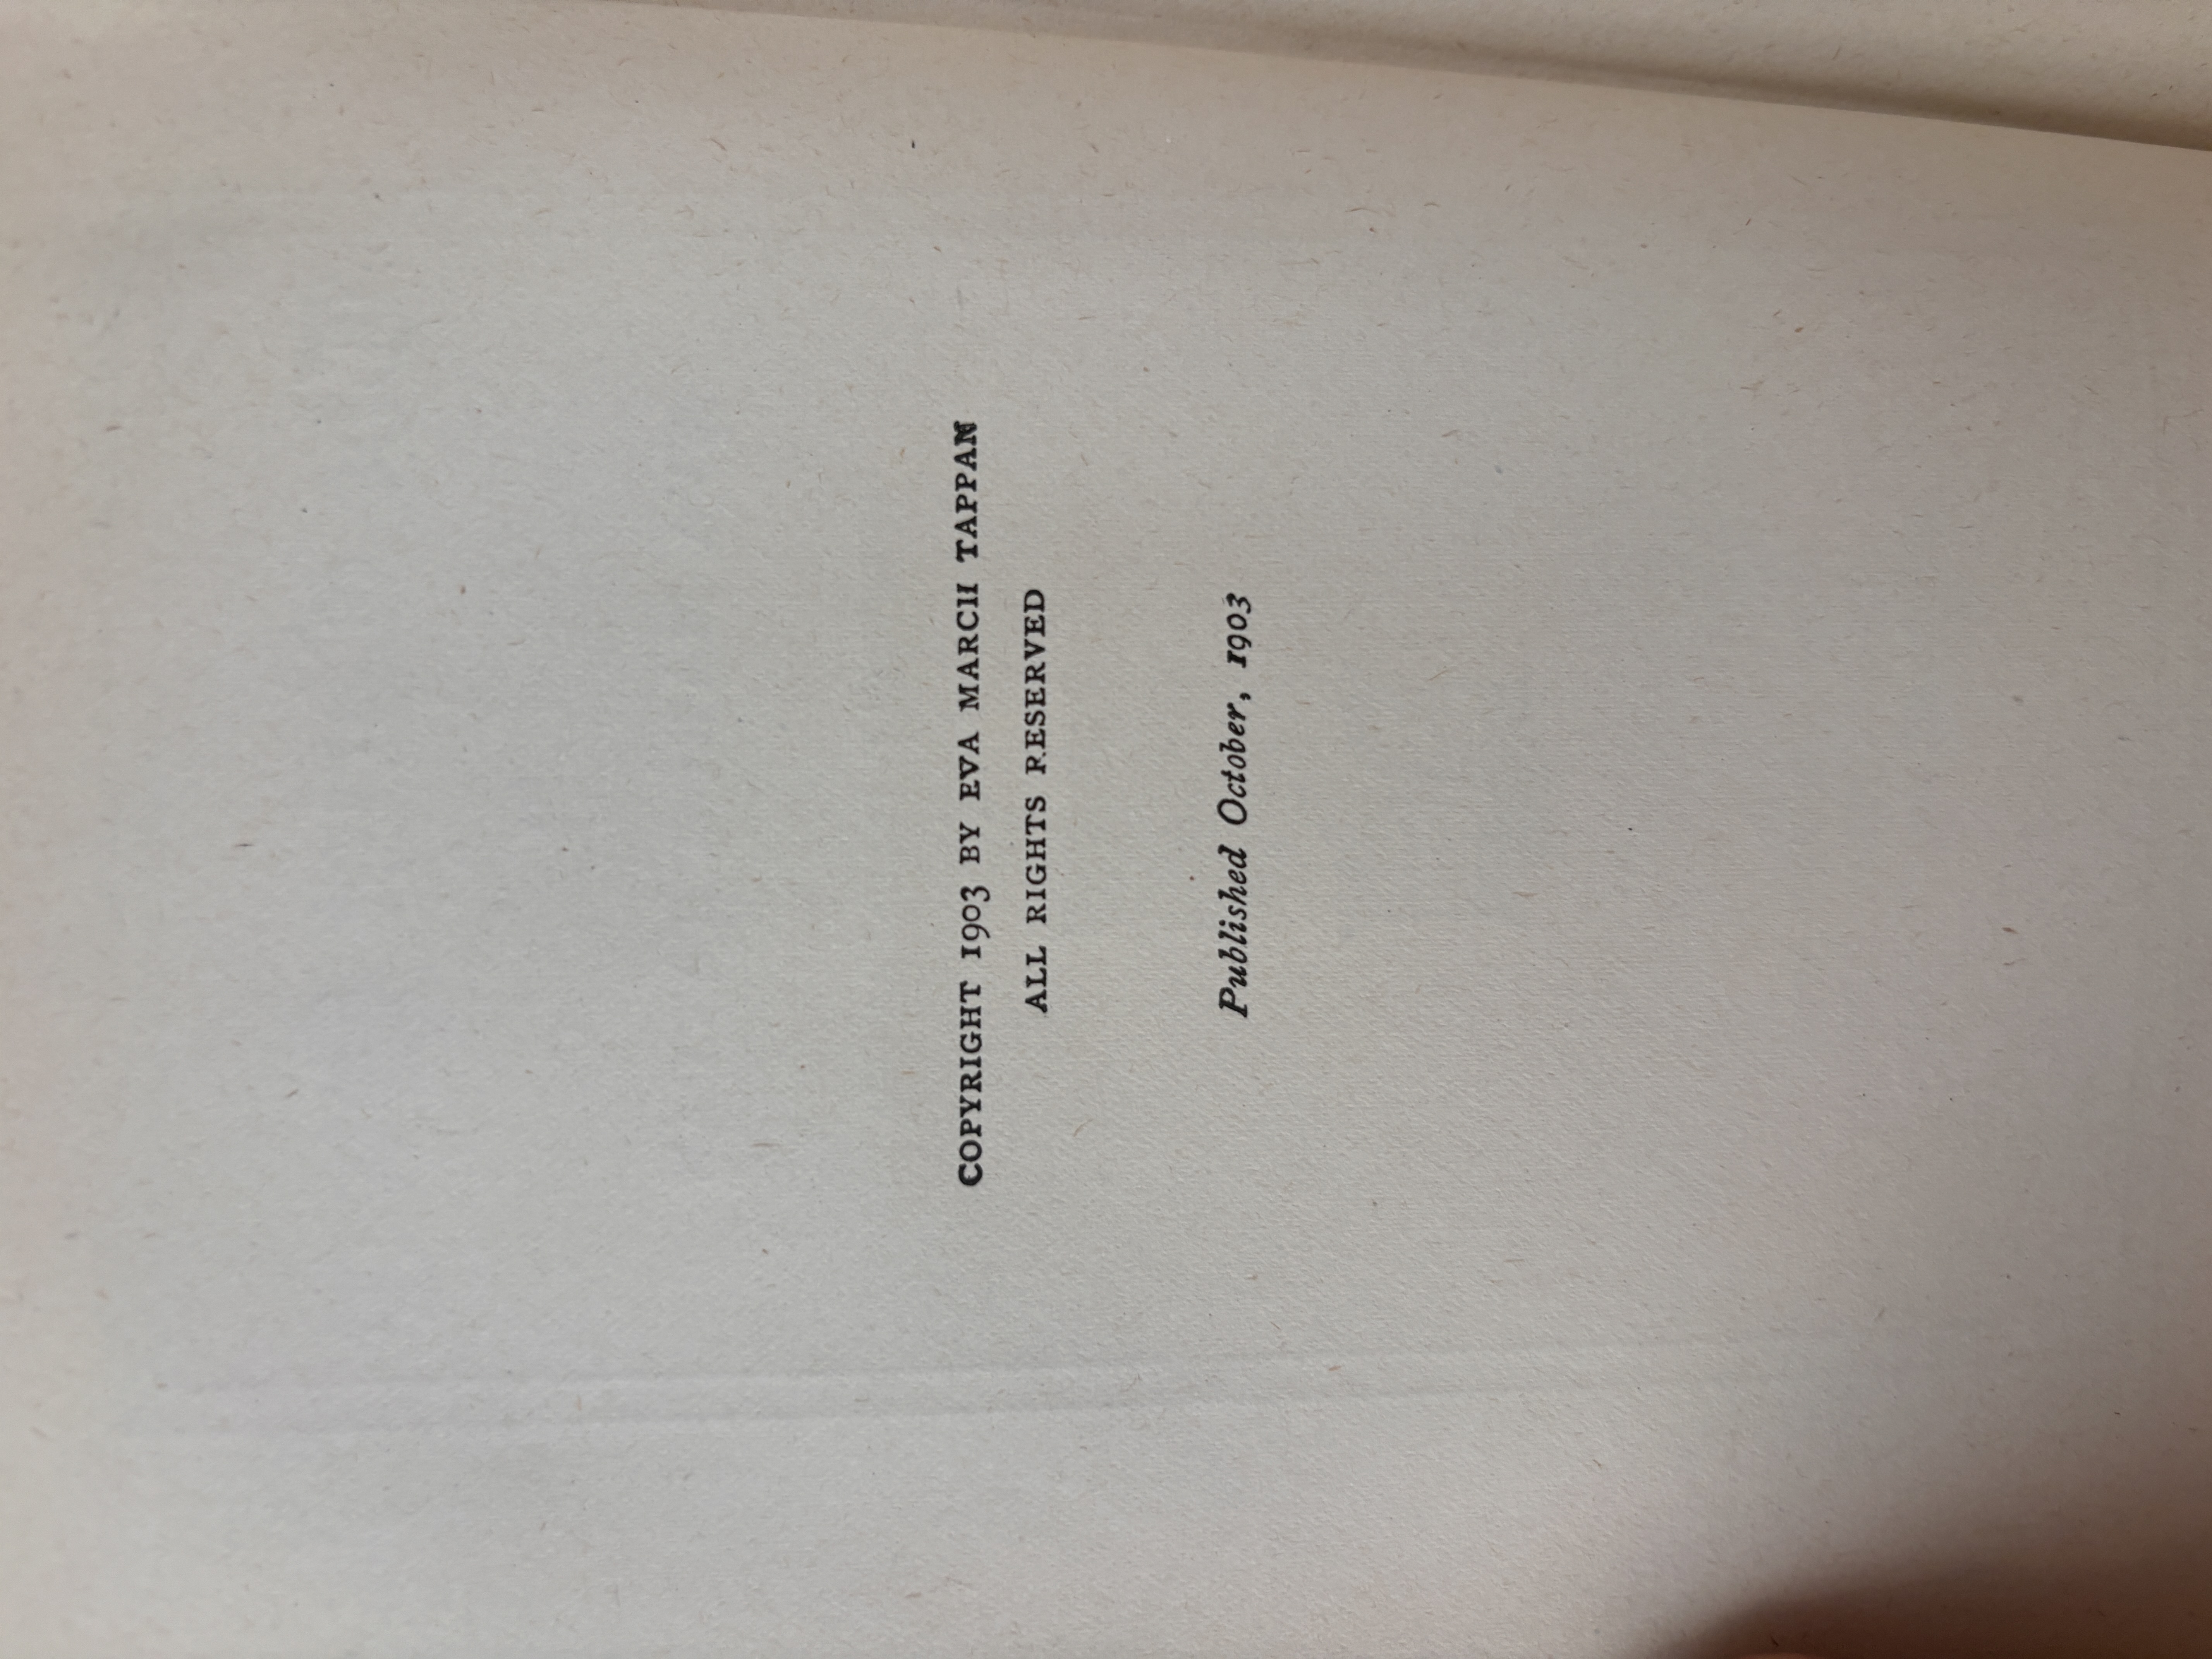 COPYRIGHT 1903 BY EVA MARCH TAPPAN
ALL RIGHTS RESERVED
Published October, 1903